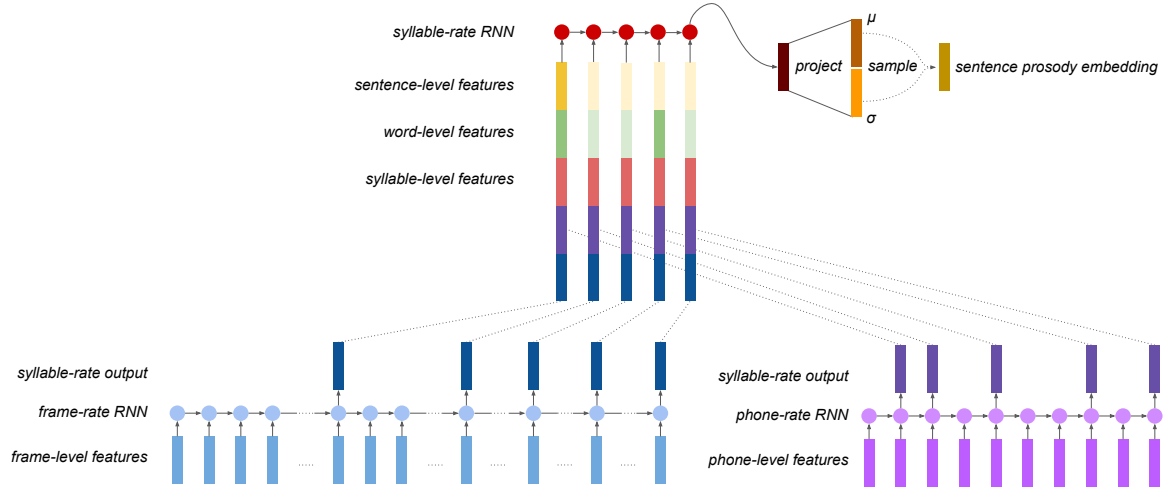 syllable-rate RNN
μ
project
sample
sentence prosody embedding
σ
sentence-level features
word-level features
syllable-level features
syllable-rate output
frame-rate RNN
frame-level features
.....
.....
.....
.....
.....
syllable-rate output
phone-rate RNN
phone-level features